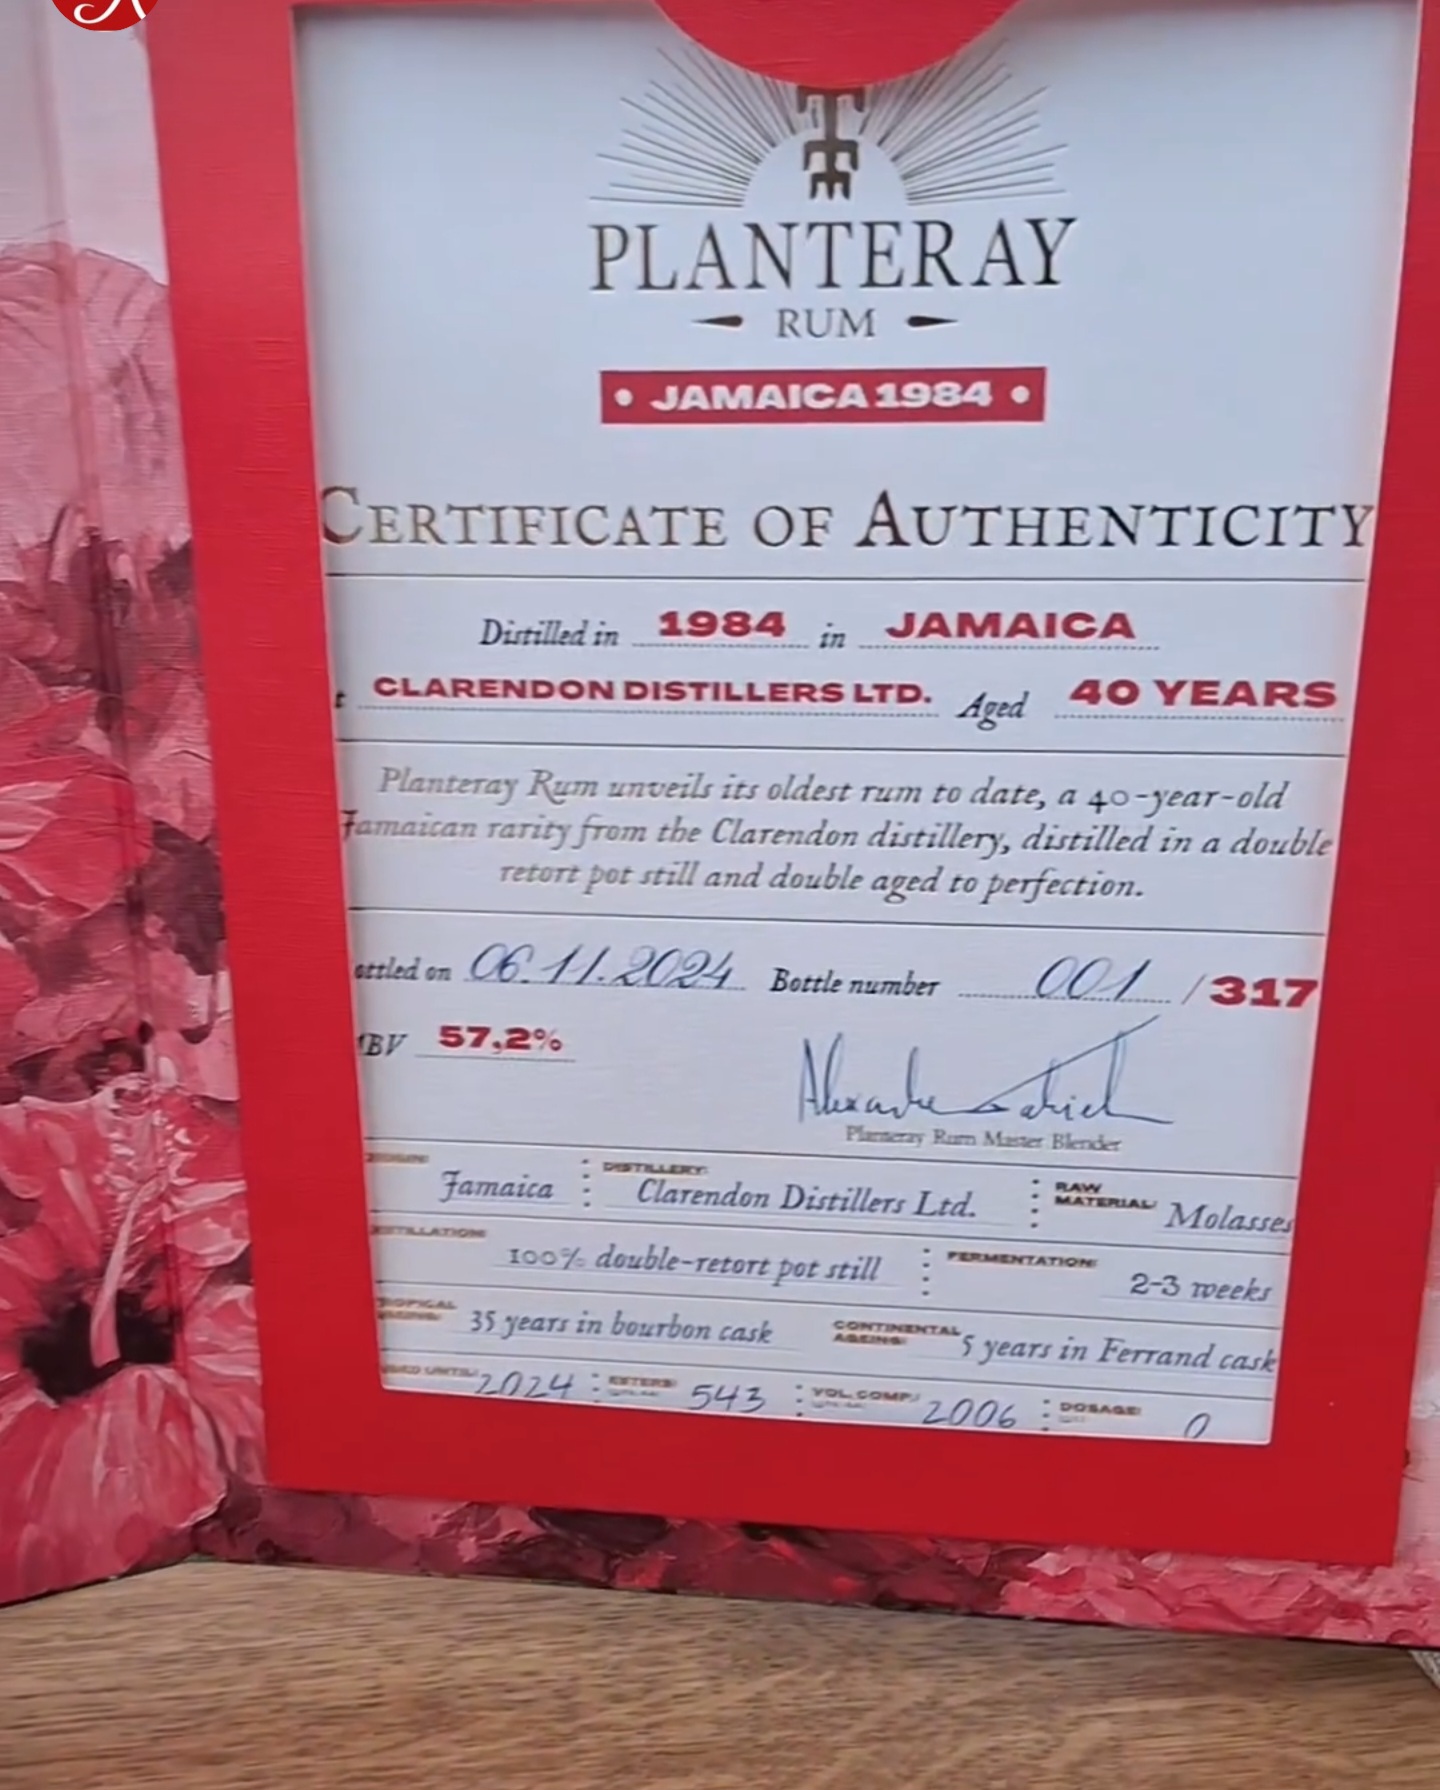 PLANTERAY
RUM
• JAMAICA 1984 •
CERTIFICATE OF AUTHENTICITY
Distilled in 1984 in JAMAICA
t CLARENDON DISTILLERS LTD. Aged 40 YEARS
Planteray Rum unveils its oldest rum to date, a 40-year-old
Jamaican rarity from the Clarendon distillery, distilled in a double
retort pot still and double aged to perfection.
ottled on 06.11.2024 Bottle number 001 / 317
BV 57,2%
Planteray Rum Master Blender
Jamaica DISTILLERY: Clarendon Distillers Ltd. RAW MATERIAL: Molasses
100% double-retort pot still FERMENTATION: 2-3 weeks
35 years in bourbon cask CONTINENTAL AGEING: 5 years in Ferrand cask
2024 ESTERS: 543 VOL. COMP.: 2006 DOSAGE: 0